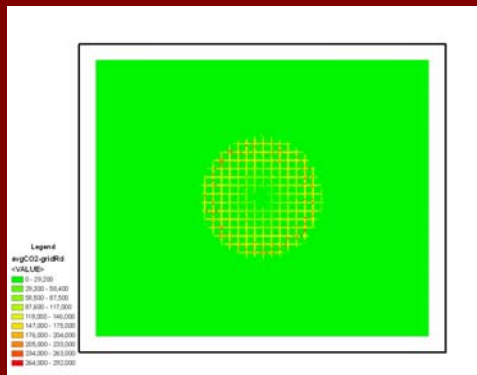 Legend
avgCO2-gridRd
<VALUE>
0 - 29,200
29,300 - 58,400
58,500 - 87,500
87,600 - 117,000
118,000 - 146,000
147,000 - 175,000
176,000 - 204,000
205,000 - 233,000
234,000 - 263,000
264,000 - 292,000